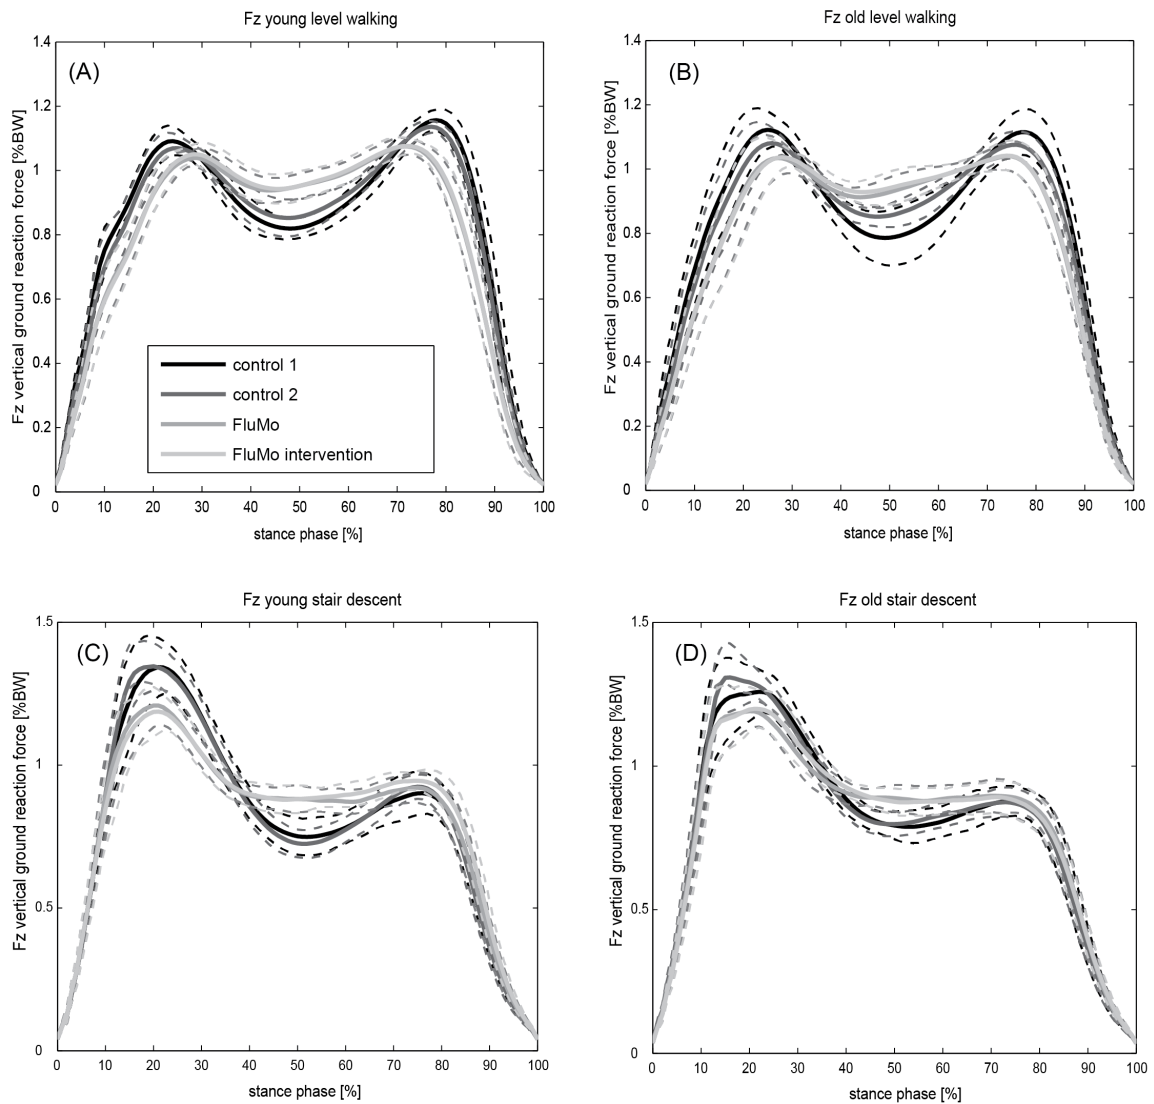 Fz young level walking
(A)
Fz vertical ground reaction force [%BW]
1.4
1.2
1
0.8
0.6
0.4
0.2
0
control 1
control 2
FluMo
FluMo intervention
0 10 20 30 40 50 60 70 80 90 100
stance phase [%]
Fz old level walking
(B)
Fz vertical ground reaction force [%BW]
1.4
1.2
1
0.8
0.6
0.4
0.2
0
0 10 20 30 40 50 60 70 80 90 100
stance phase [%]
Fz young stair descent
(C)
Fz vertical ground reaction force [%BW]
1.5
1
0.5
0
0 10 20 30 40 50 60 70 80 90 100
stance phase [%]
Fz old stair descent
(D)
Fz vertical ground reaction force [%BW]
1.5
1
0.5
0
0 10 20 30 40 50 60 70 80 90 100
stance phase [%]